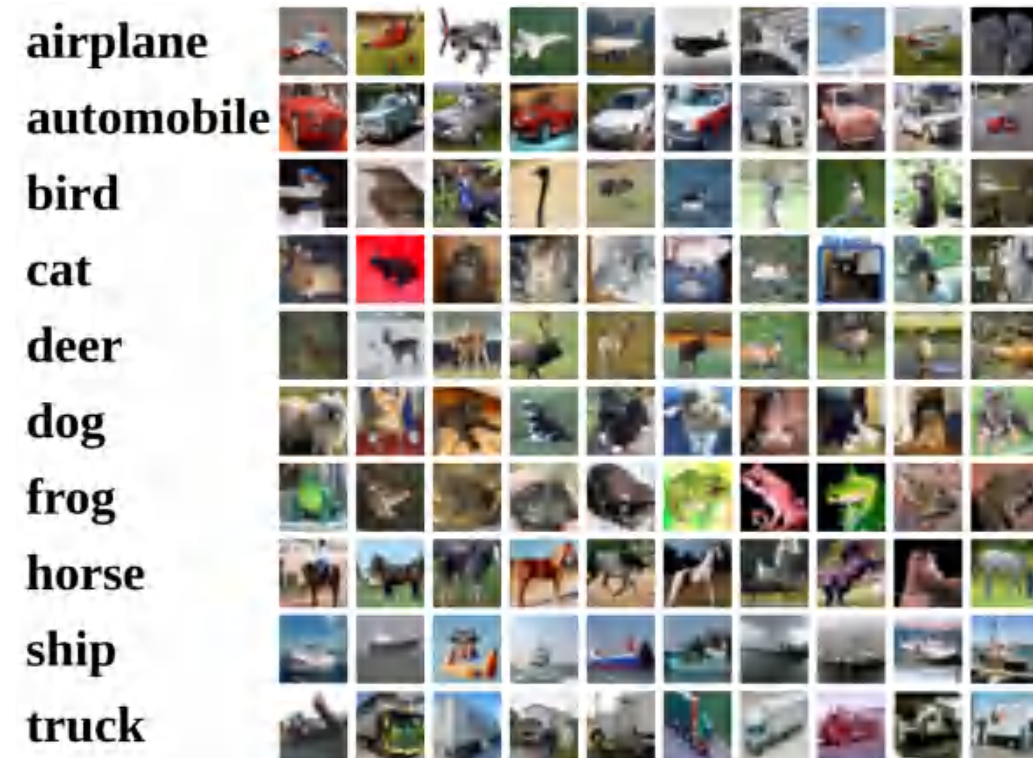 airplane
automobile
bird
cat
deer
dog
frog
horse
ship
truck